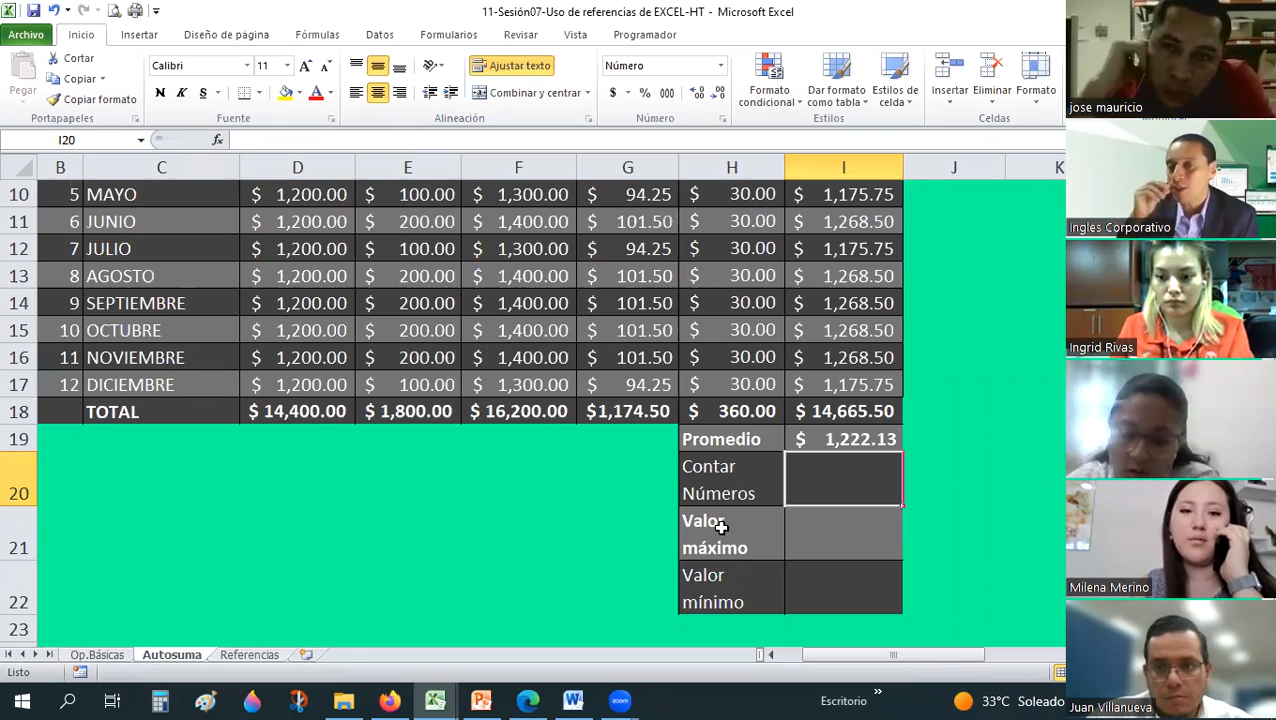 11-Sesión07-Uso de referencias de EXCEL-HT - Microsoft Excel
Archivo Inicio Insertar Diseño de página Fórmulas Datos Formularios Revisar Vista Programador
Pegar
Cortar
Copiar
Copiar formato
Portapapeles
Calibri 11
N K S
Fuente
Ajustar texto
Combinar y centrar
Alineación
Número
$ % 000
Número
Formato condicional
Dar formato como tabla
Estilos de celda
Estilos
Insertar Eliminar Formato
Celdas
I20 fx
B C D E F G H I J K
10 5 MAYO $ 1,200.00 $ 100.00 $ 1,300.00 $ 94.25 $ 30.00 $ 1,175.75
11 6 JUNIO $ 1,200.00 $ 200.00 $ 1,400.00 $ 101.50 $ 30.00 $ 1,268.50
12 7 JULIO $ 1,200.00 $ 100.00 $ 1,300.00 $ 94.25 $ 30.00 $ 1,175.75
13 8 AGOSTO $ 1,200.00 $ 200.00 $ 1,400.00 $ 101.50 $ 30.00 $ 1,268.50
14 9 SEPTIEMBRE $ 1,200.00 $ 200.00 $ 1,400.00 $ 101.50 $ 30.00 $ 1,268.50
15 10 OCTUBRE $ 1,200.00 $ 200.00 $ 1,400.00 $ 101.50 $ 30.00 $ 1,268.50
16 11 NOVIEMBRE $ 1,200.00 $ 200.00 $ 1,400.00 $ 101.50 $ 30.00 $ 1,268.50
17 12 DICIEMBRE $ 1,200.00 $ 100.00 $ 1,300.00 $ 94.25 $ 30.00 $ 1,175.75
18 TOTAL $ 14,400.00 $ 1,800.00 $ 16,200.00 $1,174.50 $ 360.00 $ 14,665.50
19 Promedio $ 1,222.13
20 Contar
Números
21 Valor
máximo
22 Valor
mínimo
23
Op.Básicas Autosuma Referencias
Listo
Escritorio
33°C Soleado
zoom
jose mauricio
Ingles Corporativo
Ingrid Rivas
Milena Merino
Juan Villanueva